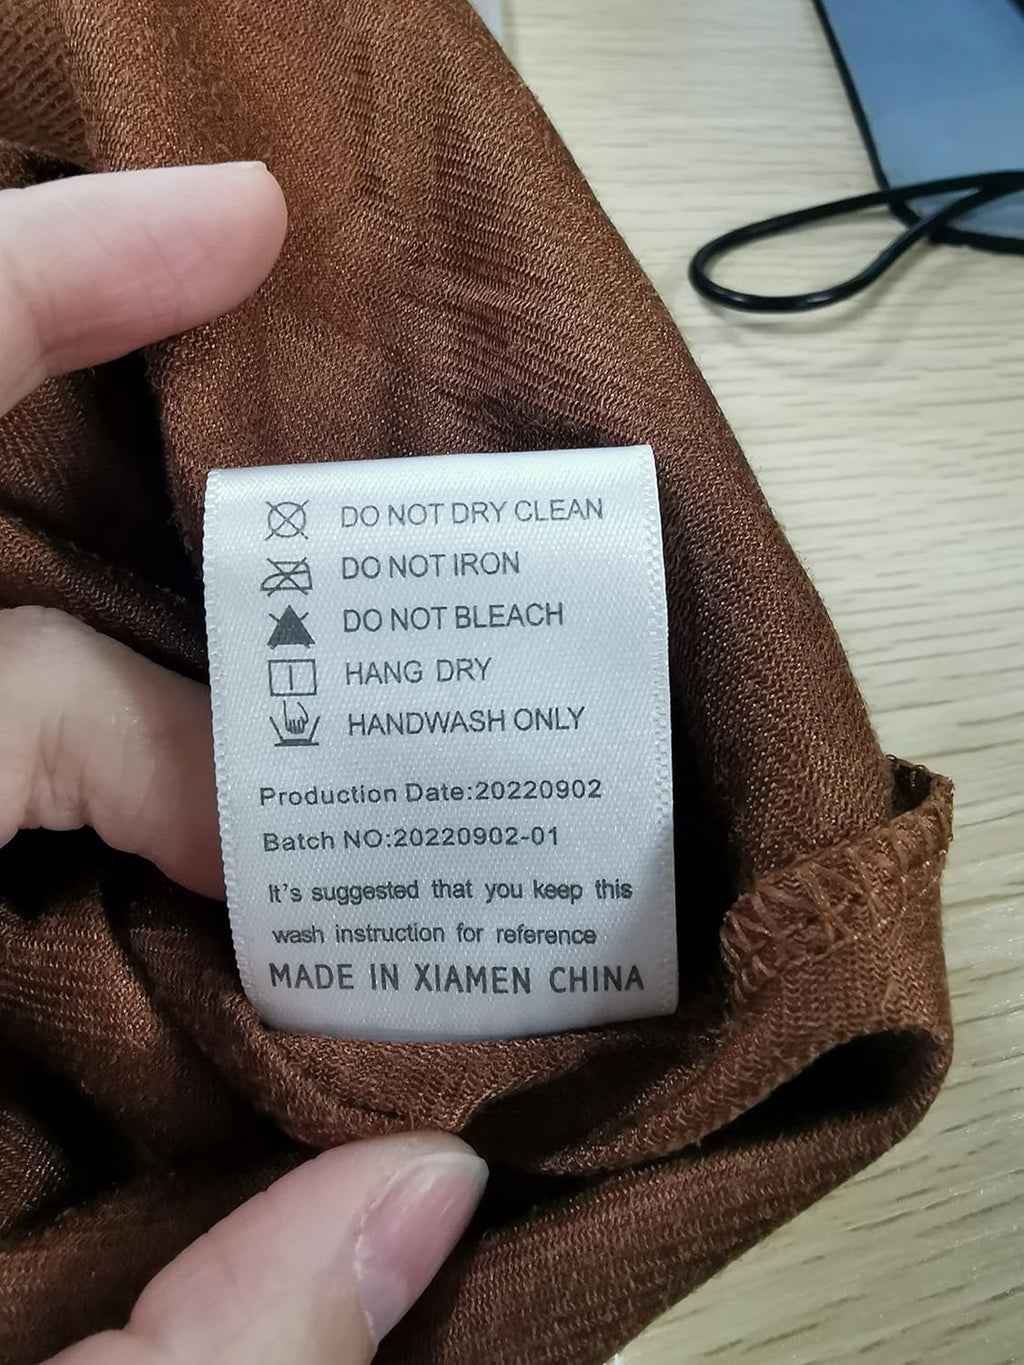 DO NOT DRY CLEAN
DO NOT IRON
DO NOT BLEACH
HANG DRY
HANDWASH ONLY
Production Date:20220902
Batch NO:20220902-01
It's suggested that you keep this
wash instruction for reference
MADE IN XIAMEN CHINA